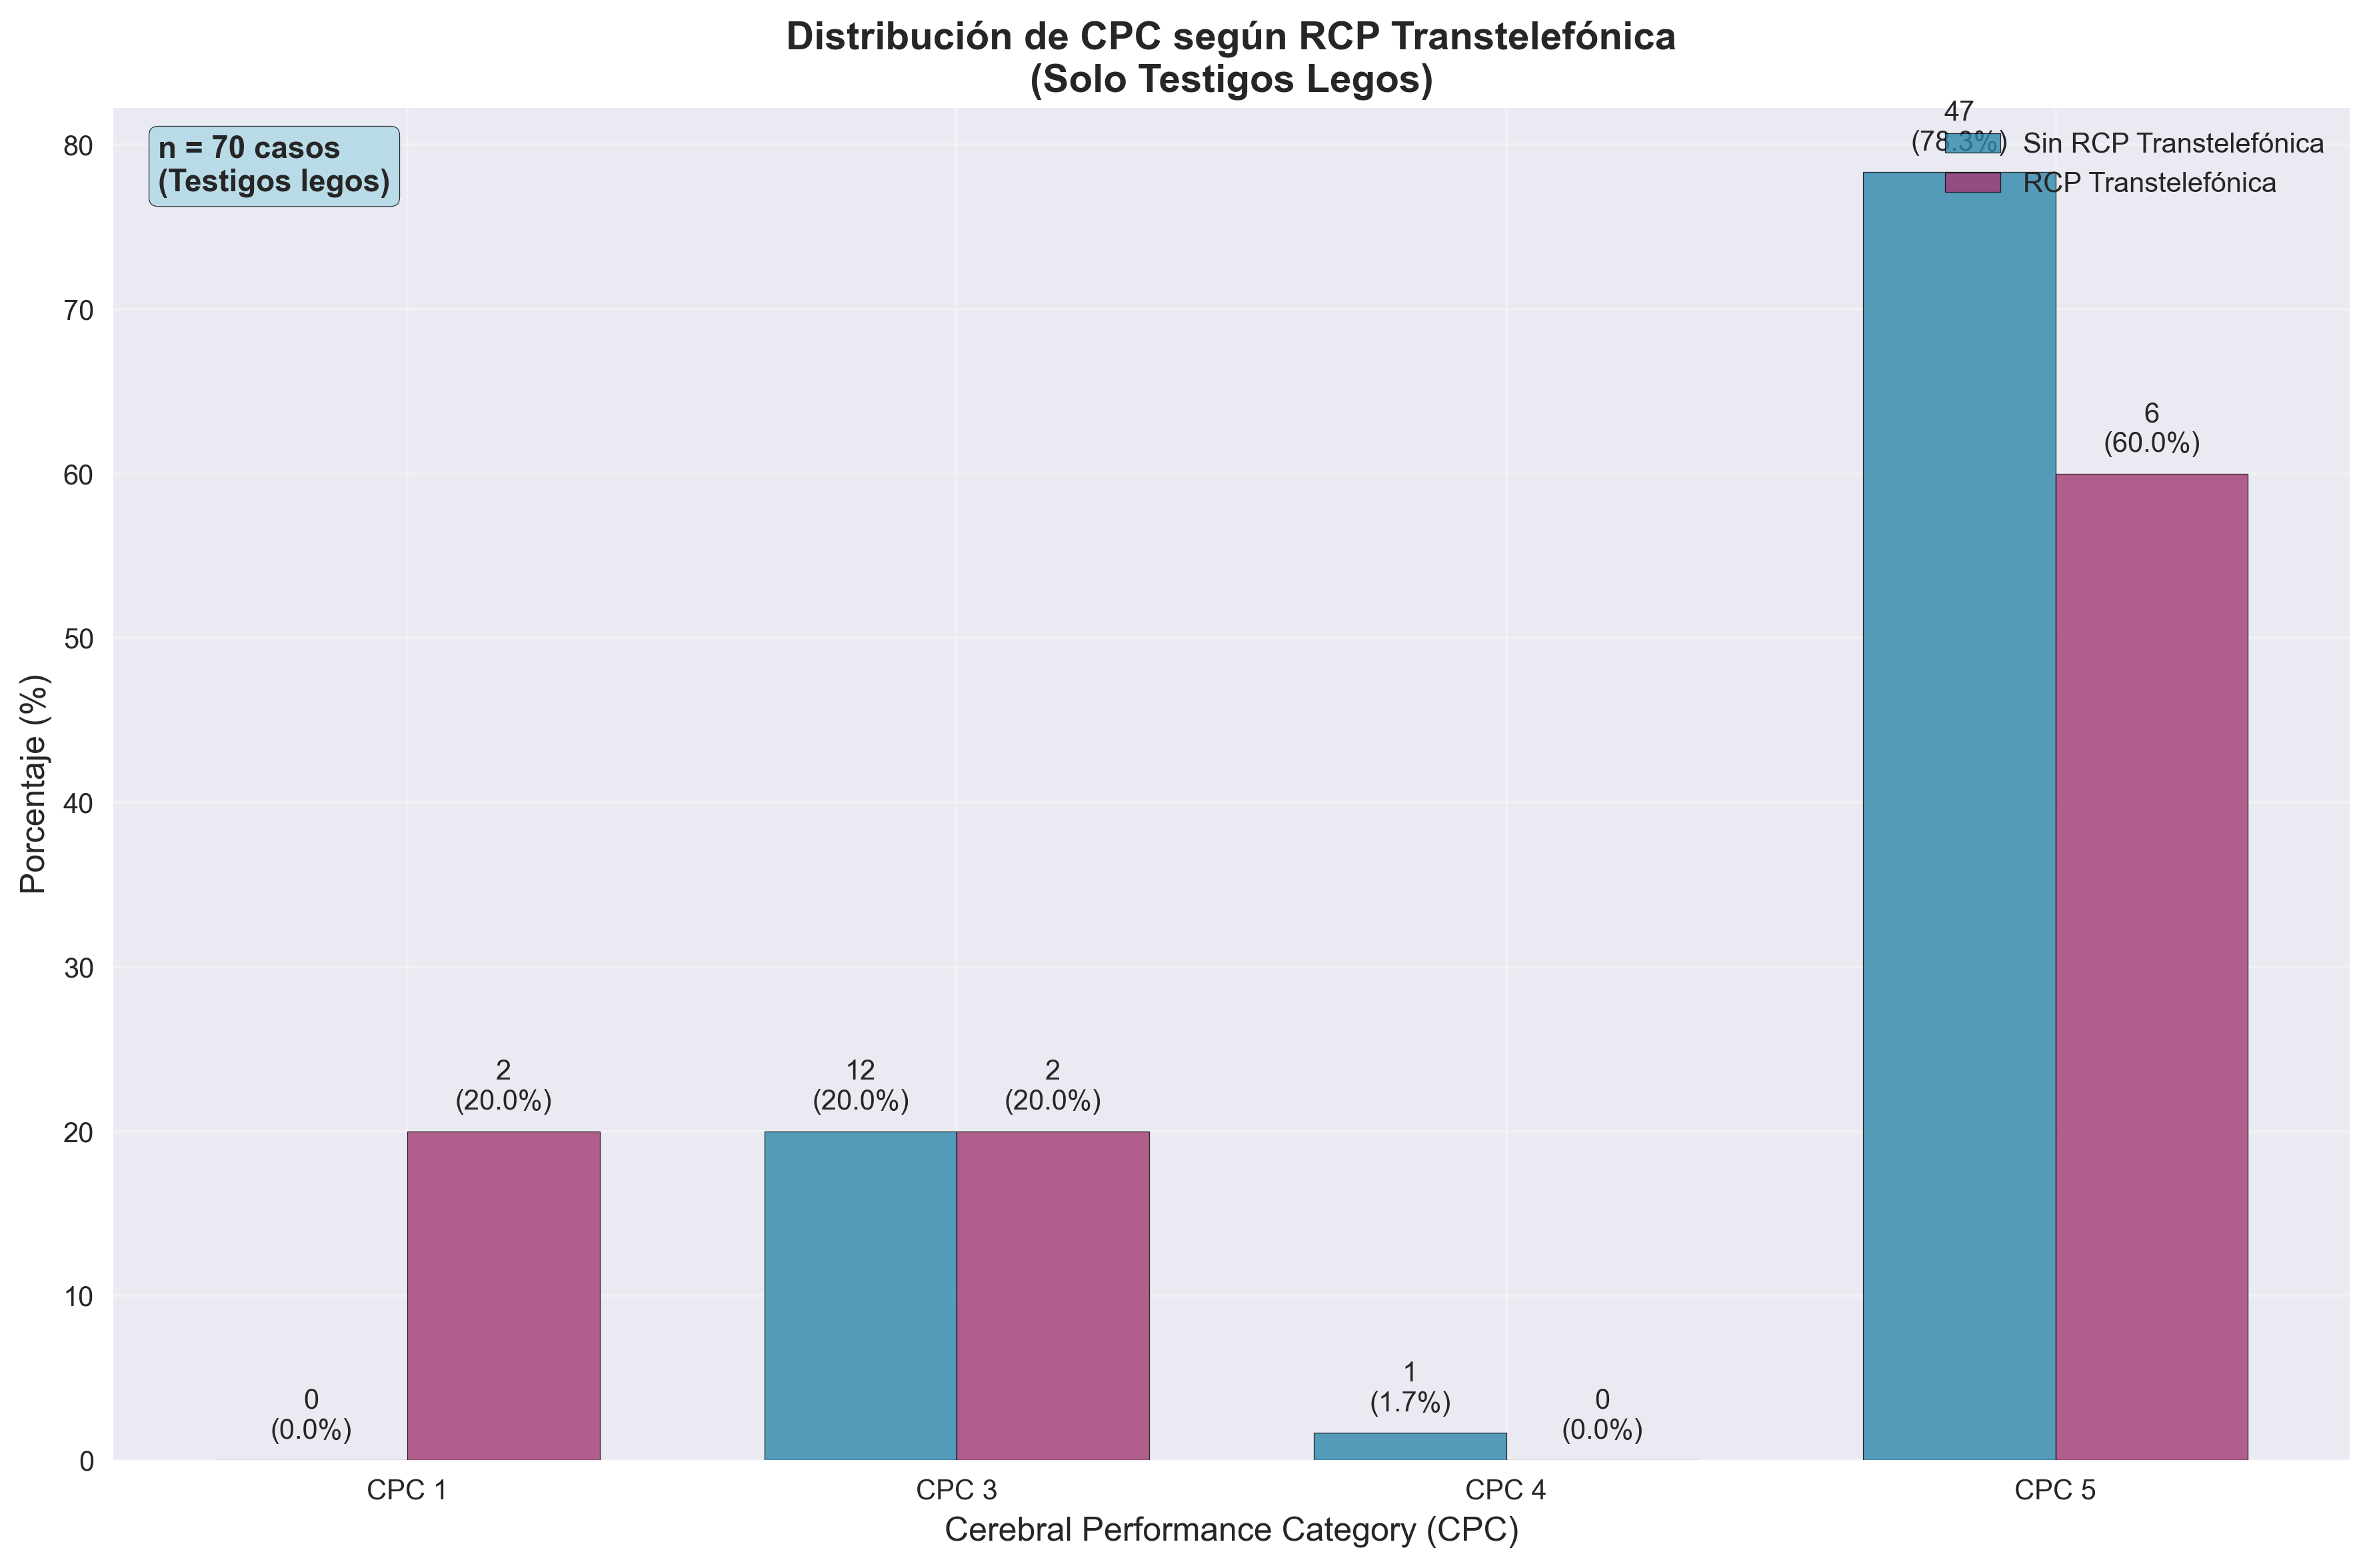 Distribución de CPC según RCP Transtelefónica
(Solo Testigos Legos)
n = 70 casos
(Testigos legos)
Sin RCP Transtelefónica
RCP Transtelefónica
Porcentaje (%)
80
70
60
50
40
30
20
10
0
0
(0.0%)
2
(20.0%)
12
(20.0%)
2
(20.0%)
1
(1.7%)
0
(0.0%)
47
(78.3%)
6
(60.0%)
CPC 1
CPC 3
CPC 4
CPC 5
Cerebral Performance Category (CPC)